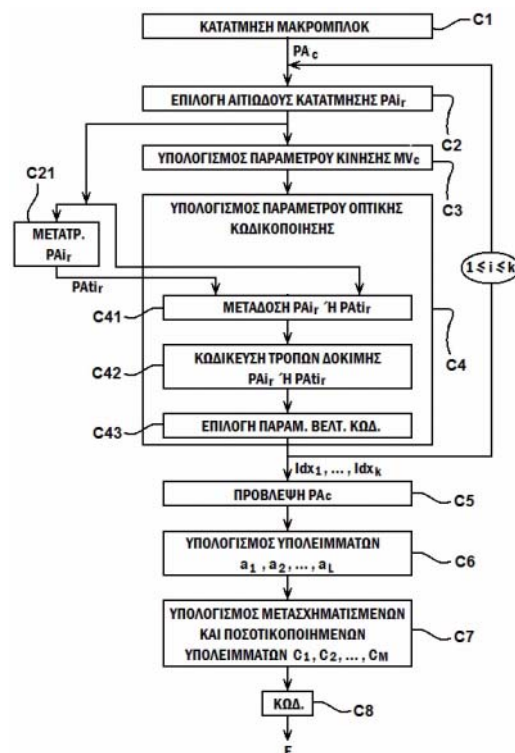 ΚΑΤΑΤΜΗΣΗ ΜΑΚΡΟΜΠΛΟΚ
C1
PAc
ΕΠΙΛΟΓΗ ΑΙΤΙΩΔΟΥΣ ΚΑΤΑΤΜΗΣΗΣ PAir
C2
ΥΠΟΛΟΓΙΣΜΟΣ ΠΑΡΑΜΕΤΡΟΥ ΚΙΝΗΣΗΣ MVc
C3
C21
ΜΕΤΑΤΡ.
PAir
PAtir
ΥΠΟΛΟΓΙΣΜΟΣ ΠΑΡΑΜΕΤΡΟΥ ΟΠΤΙΚΗΣ
ΚΩΔΙΚΟΠΟΙΗΣΗΣ
1 ≤ i ≤ k
C41
ΜΕΤΑΔΟΣΗ PAir Ή PAtir
C4
C42
ΚΩΔΙΚΕΥΣΗ ΤΡΟΠΩΝ ΔΟΚΙΜΗΣ
PAir Ή PAtir
C43
ΕΠΙΛΟΓΗ ΠΑΡΑΜ. ΒΕΛΤ. ΚΩΔ.
Idx1, ... , Idxk
ΠΡΟΒΛΕΨΗ PAc
C5
ΥΠΟΛΟΓΙΣΜΟΣ ΥΠΟΛΕΙΜΜΑΤΩΝ
a1 , a2 , ... , aL
C6
ΥΠΟΛΟΓΙΣΜΟΣ ΜΕΤΑΣΧΗΜΑΤΙΣΜΕΝΩΝ
ΚΑΙ ΠΟΣΟΤΙΚΟΠΟΙΗΜΕΝΩΝ
ΥΠΟΛΕΙΜΜΑΤΩΝ C1 , C2 , ... , CM
C7
ΚΩΔ.
C8
F